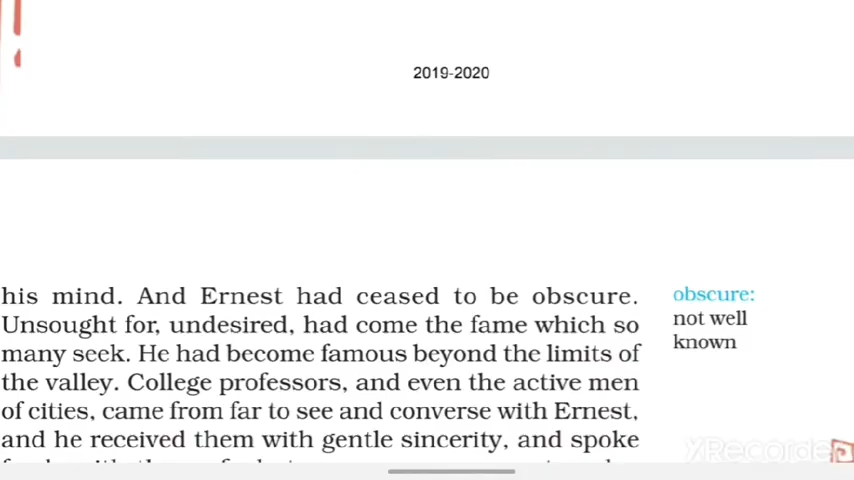 2019-2020
his mind. And Ernest had ceased to be obscure.
Unsought for, undesired, had come the fame which so
many seek. He had become famous beyond the limits of
the valley. College professors, and even the active men
of cities, came from far to see and converse with Ernest,
and he received them with gentle sincerity, and spoke
obscure:
not well
known
XRecorder